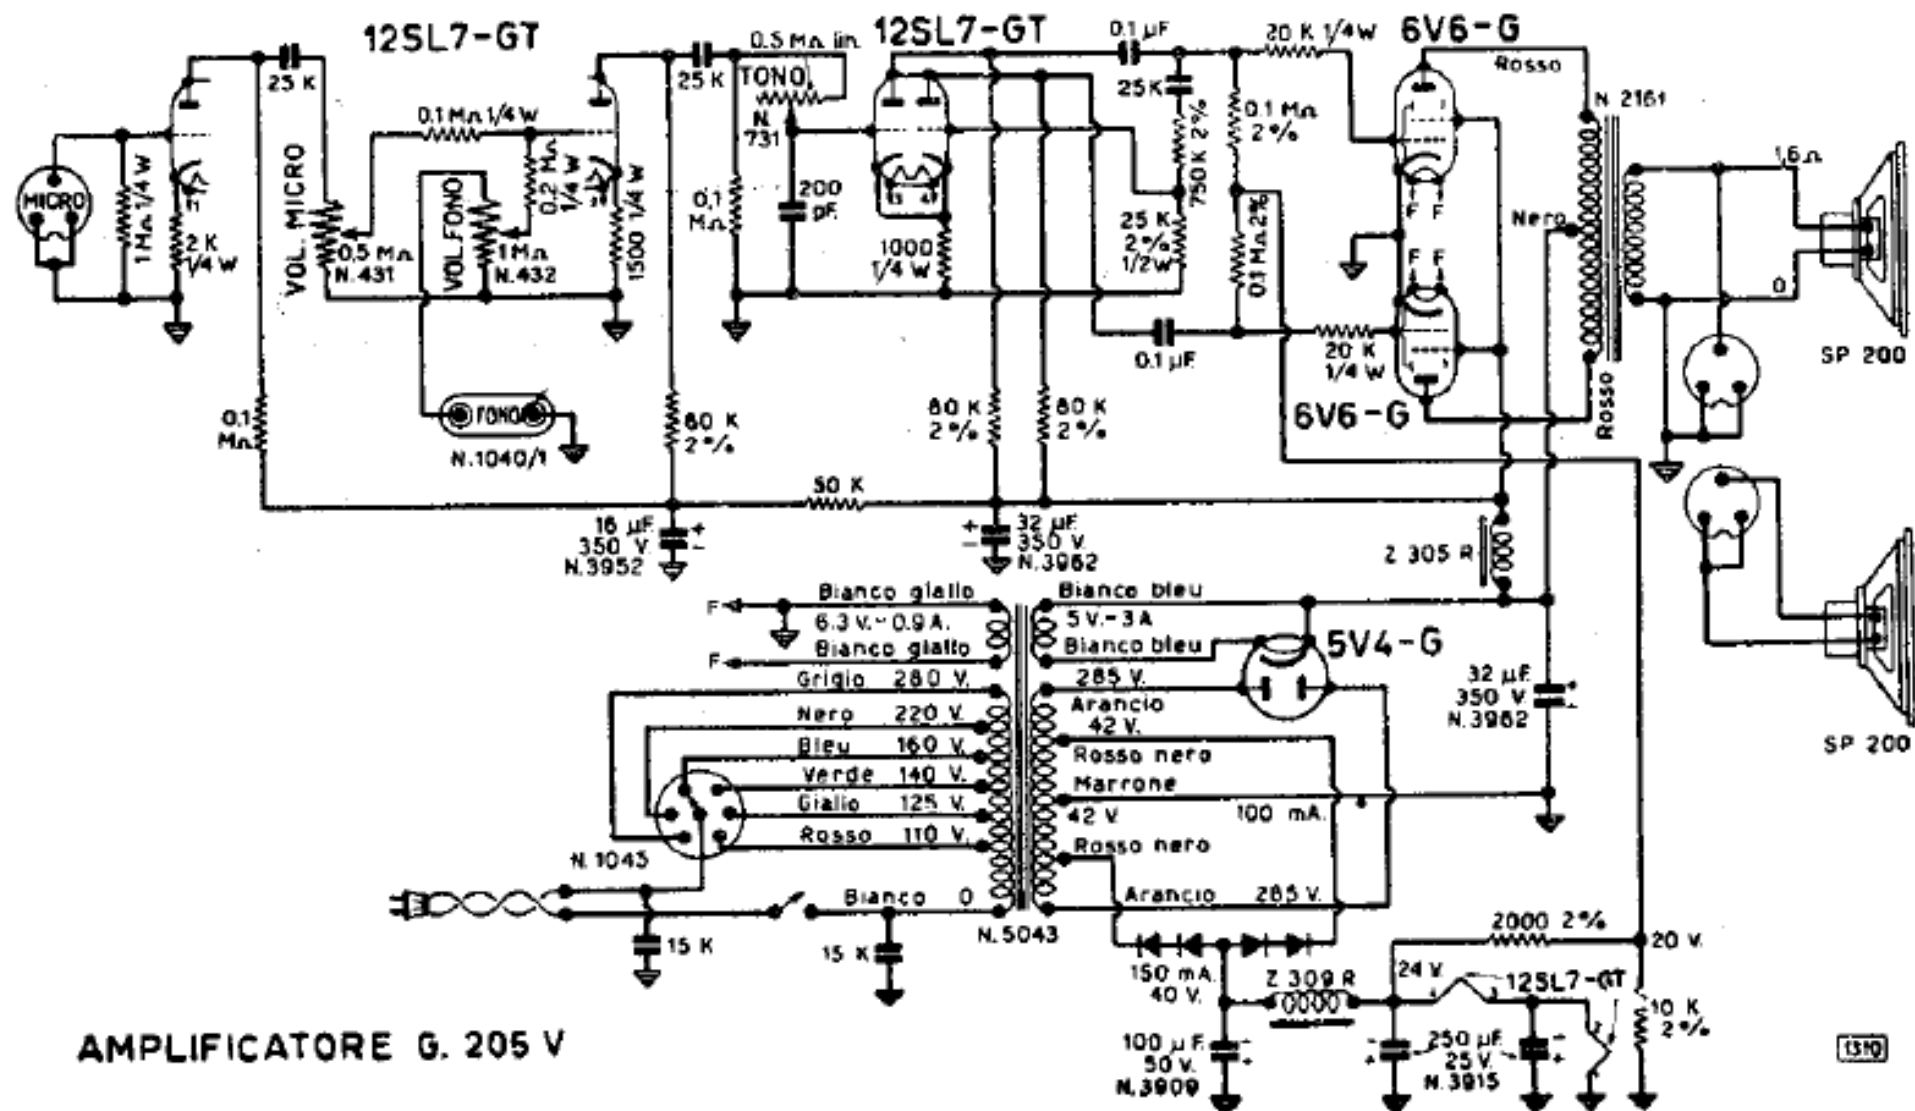 12SL7-GT
25 K
0.1 MΩ 1/4 W
MICRO
1 MΩ 1/4 W
2 K
1/4 W
VOL. MICRO
0,5 MΩ
N.431
VOL. FONO
1 MΩ
N.432
0.2 MΩ
1/4 W
1500 1/4 W
FONO
N.1040/1
0.1
MΩ
25 K
0.5 MΩ lin.
TONO
N.
731
0,1
MΩ
200
pF.
80 K
2%
12SL7-GT
1000
1/4 W
0.1 µF
25 K
750 K 2%
25 K
2%
1/2 W
0.1 MΩ
2%
0.1 MΩ 2%
0.1 µF.
20 K 1/4 W
20 K
1/4 W
80 K
2%
80 K
2%
6V6-G
Rosso
F F
F F
6V6-G
N. 2161
Nero
Rosso
1,6 Ω
0
SP 200
SP 200
50 K
16 µF.
350 V.
N.3952
32 µF.
350 V.
N.3962
Z 305 R
F
Bianco giallo
6.3 V.-0.9 A.
Bianco giallo
F
Grigio 280 V.
Nero 220 V.
Bleu 160 V.
Verde 140 V.
Giallo 125 V.
Rosso 110 V.
N. 1043
Bianco 0
15 K
15 K
N. 5043
Bianco bleu
5 V.-3 A
Bianco bleu
5V4-G
285 V.
Arancio
42 V.
Rosso nero
Marrone
42 V
100 mA.
Rosso nero
Arancio 285 V.
32 µF.
350 V.
N.3962
150 mA.
40 V.
Z 309 R
100 µF.
50 V.
N.3909
24 V.
2000 2%
20 V.
12SL7-GT
250 µF.
25 V.
N.3915
10 K
2%
AMPLIFICATORE G. 205 V
1310